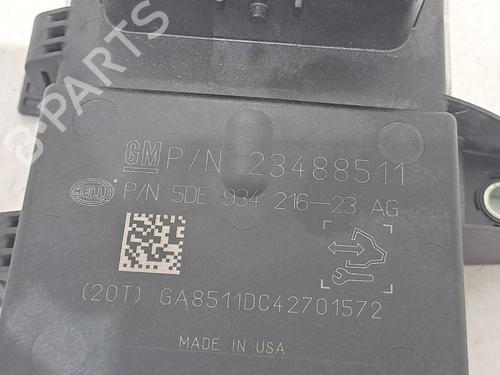 GM P/N 23488511
HELLA P/N 5DE 934 216-23 AG
(20T) GA8511DC42701572
MADE IN USA
B-PARTS